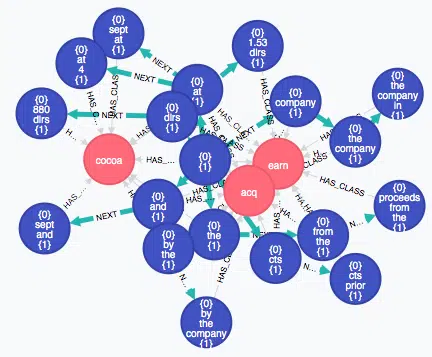 {0}
sept
at
{1}
{0}
at
4
{1}
{0}
1.53
dlrs
{1}
{0}
at
{1}
NEXT
NEXT
HAS_CLASS
HAS_C...
HAS_CLASS
{0}
880
dlrs
{1}
NEXT
{0}
dlrs
{1}
NEXT
{0}
company
{1}
{0}
the
company
in
{1}
{0}
the
company
{1}
H...
HAS_...
cocoa
HAS_...
{0}
{1}
earn
acq
H...
CLASS
HAS_CLASS
HAS_...
{0}
sept
and
{1}
NEXT
{0}
and
{1}
{0}
the
{1}
{0}
by the
{1}
{0}
cts
{1}
{0}
from the
{1}
N...
{0}
proceeds
from the
{1}
N...
{0}
cts
prior
{1}
N...
{0}
by
the
company
{1}